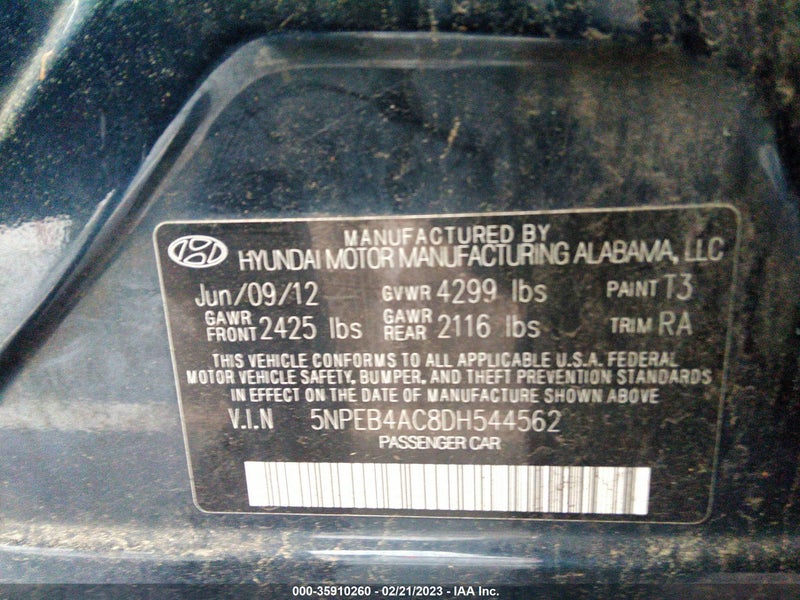 MANUFACTURED BY
HYUNDAI MOTOR MANUFACTURING ALABAMA, LLC
Jun/09/12 GVWR 4299 lbs PAINT T3
GAWR FRONT 2425 lbs GAWR REAR 2116 lbs TRIM RA
THIS VEHICLE CONFORMS TO ALL APPLICABLE U.S.A. FEDERAL
MOTOR VEHICLE SAFETY, BUMPER, AND THEFT PREVENTION STANDARDS
IN EFFECT ON THE DATE OF MANUFACTURE SHOWN ABOVE
V.I.N 5NPEB4AC8DH544562
PASSENGER CAR
000-35910260 - 02/21/2023 - IAA Inc.